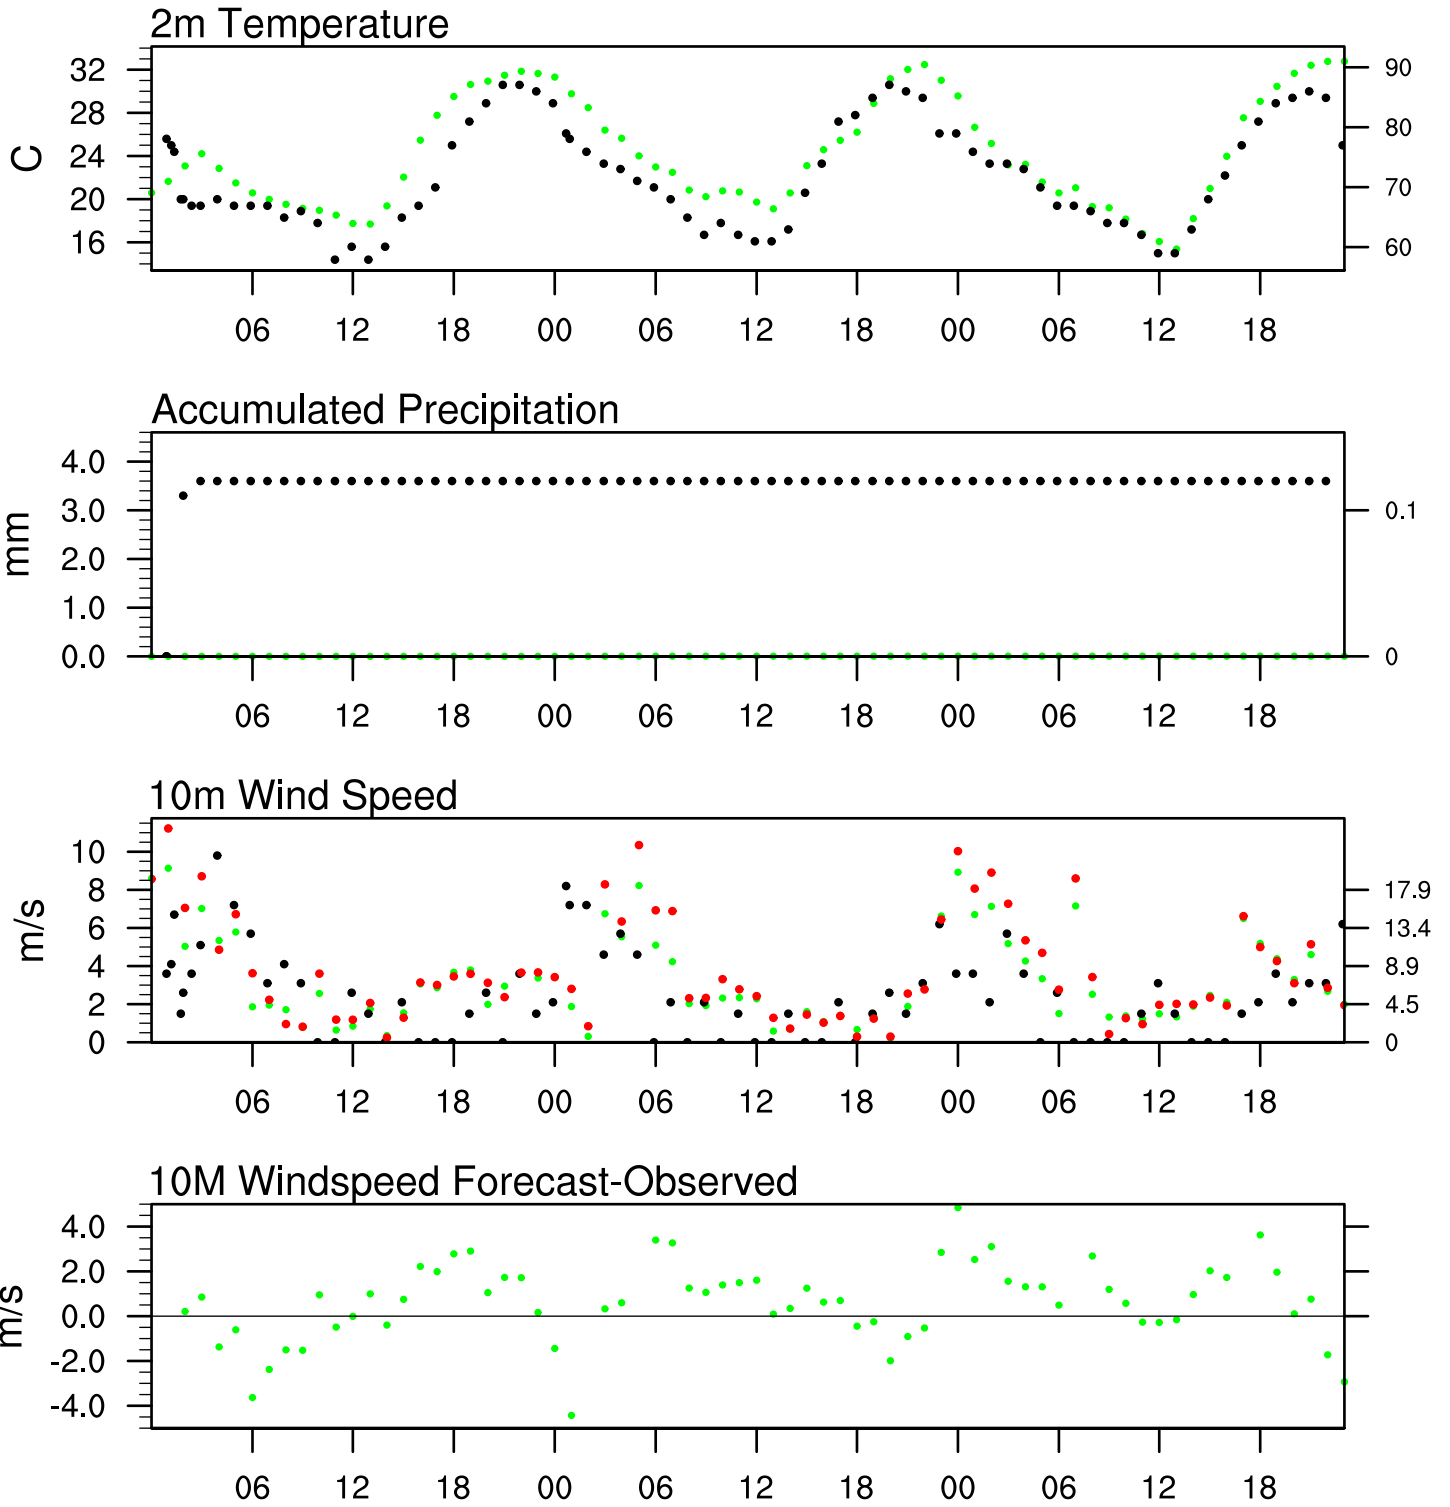 2m Temperature
C
32
28
24
20
16
90
80
70
60
06 12 18 00 06 12 18 00 06 12 18
Accumulated Precipitation
mm
4.0
3.0
2.0
1.0
0.0
0.1
0
06 12 18 00 06 12 18 00 06 12 18
10m Wind Speed
m/s
10
8
6
4
2
0
17.9
13.4
8.9
4.5
0
06 12 18 00 06 12 18 00 06 12 18
10M Windspeed Forecast-Observed
m/s
4.0
2.0
0.0
-2.0
-4.0
06 12 18 00 06 12 18 00 06 12 18